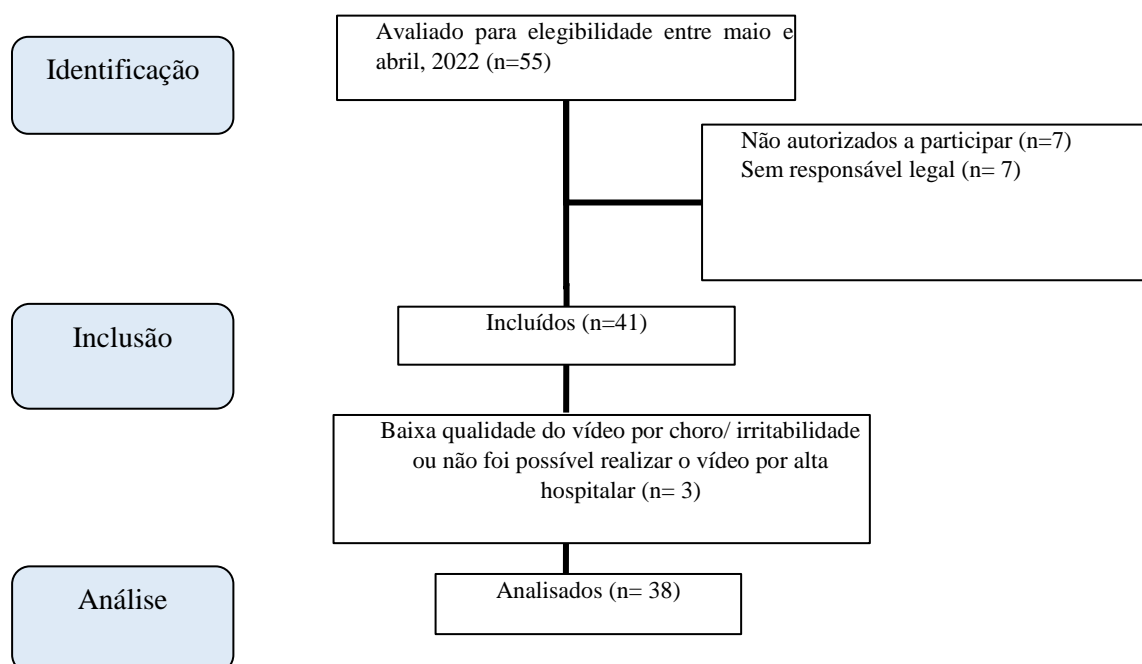 Identificação
Avaliado para elegibilidade entre maio e
abril, 2022 (n=55)
Não autorizados a participar (n=7)
Sem responsável legal (n= 7)
Inclusão
Incluídos (n=41)
Baixa qualidade do vídeo por choro/ irritabilidade
ou não foi possível realizar o vídeo por alta
hospitalar (n= 3)
Análise
Analisados (n= 38)